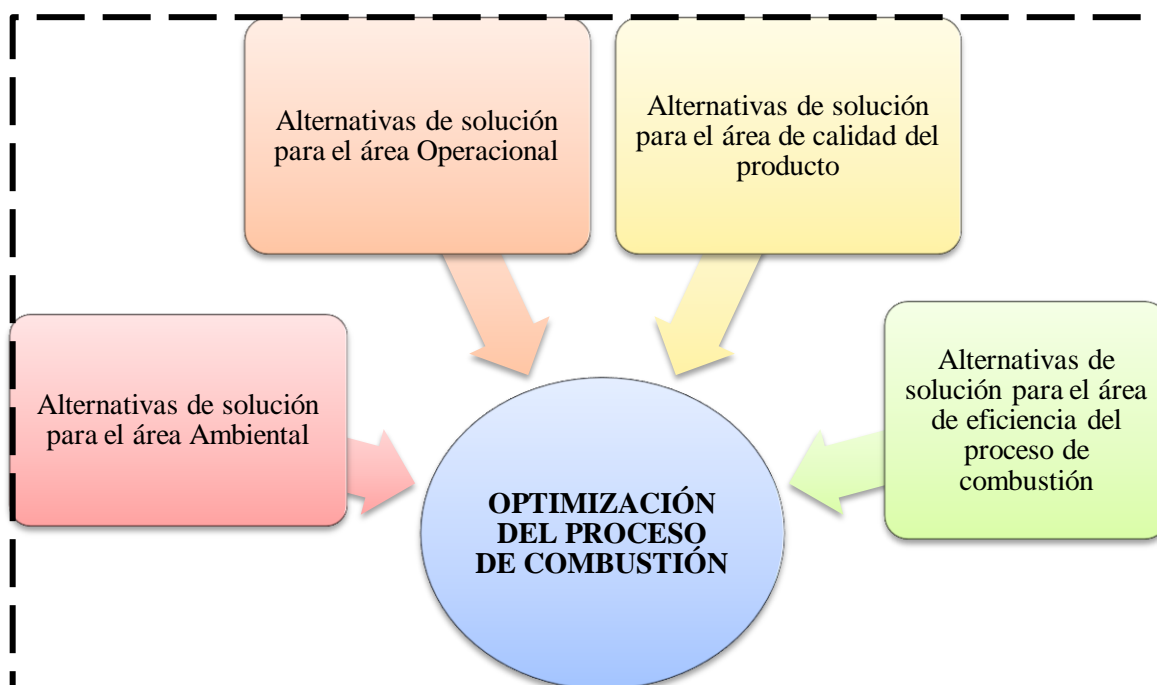 Alternativas de solución
para el área Operacional
Alternativas de solución
para el área de calidad del
producto
Alternativas de solución
para el área Ambiental
Alternativas de
solución para el área
de eficiencia del
proceso de
combustión
OPTIMIZACIÓN
DEL PROCESO
DE COMBUSTIÓN